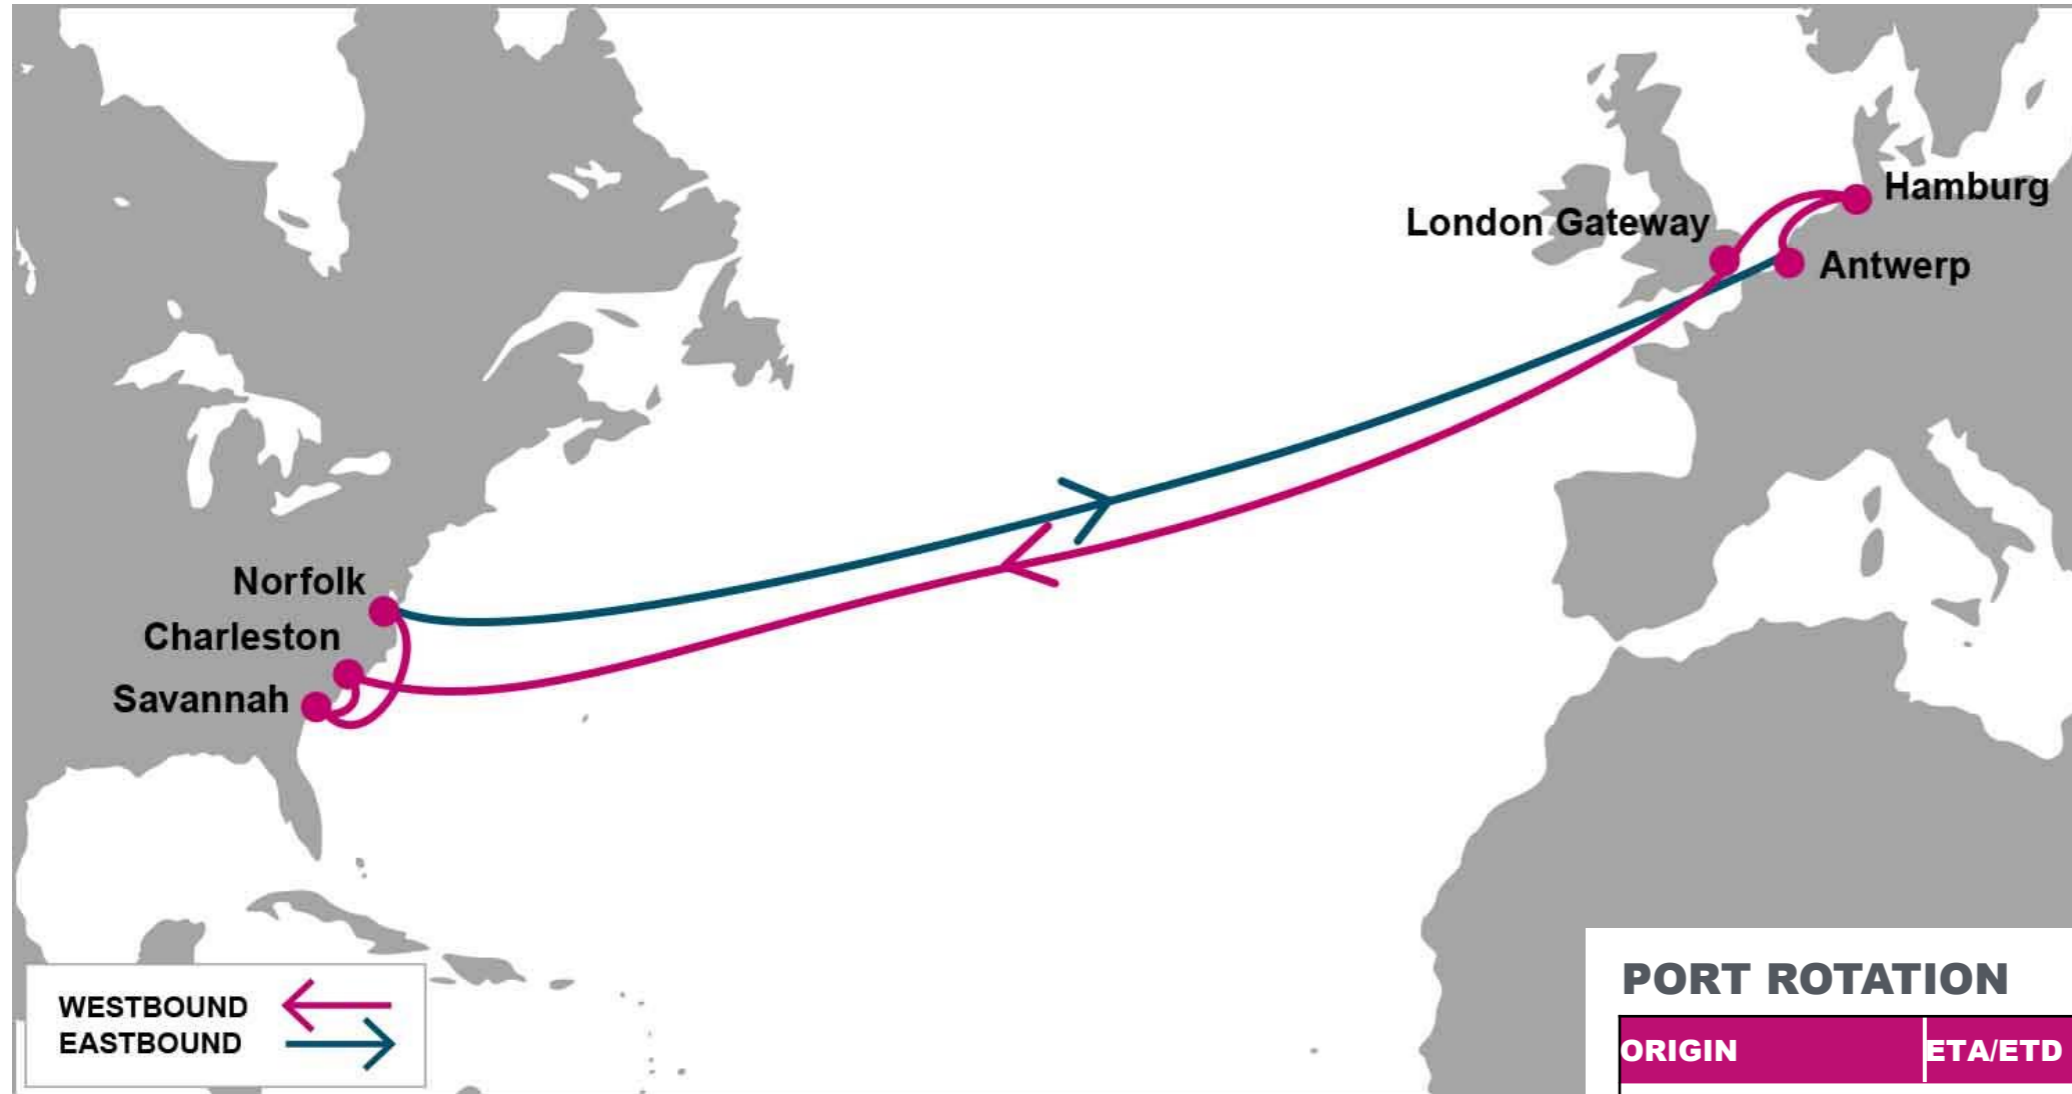 Hamburg
London Gateway
Antwerp
Norfolk
Charleston
Savannah
WESTBOUND
EASTBOUND
PORT ROTATION
ORIGIN ETA/ETD